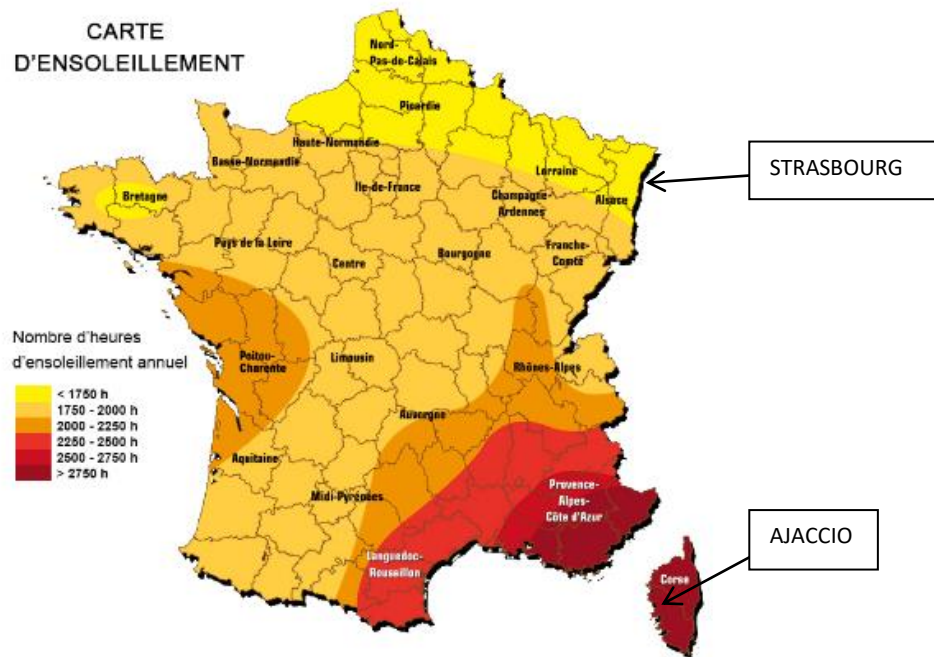 CARTE
D'ENSOLEILLEMENT
Nord-
Pas-de-Calais
Picardie
Haute-Normandie
Basse-Normandie
Île-de-France
Lorraine
Champagne-
Ardennes
Alsace
STRASBOURG
Bretagne
Pays de la Loire
Centre
Bourgogne
Franche-
Comté
Poitou-
Charente
Limousin
Rhônes-Alpes
Auvergne
Aquitaine
Midi-Pyrénées
Languedoc-
Roussillon
Provence-
Alpes-
Côte d'Azur
Corse
AJACCIO
Nombre d'heures
d'ensoleillement annuel
< 1750 h
1750 - 2000 h
2000 - 2250 h
2250 - 2500 h
2500 - 2750 h
> 2750 h